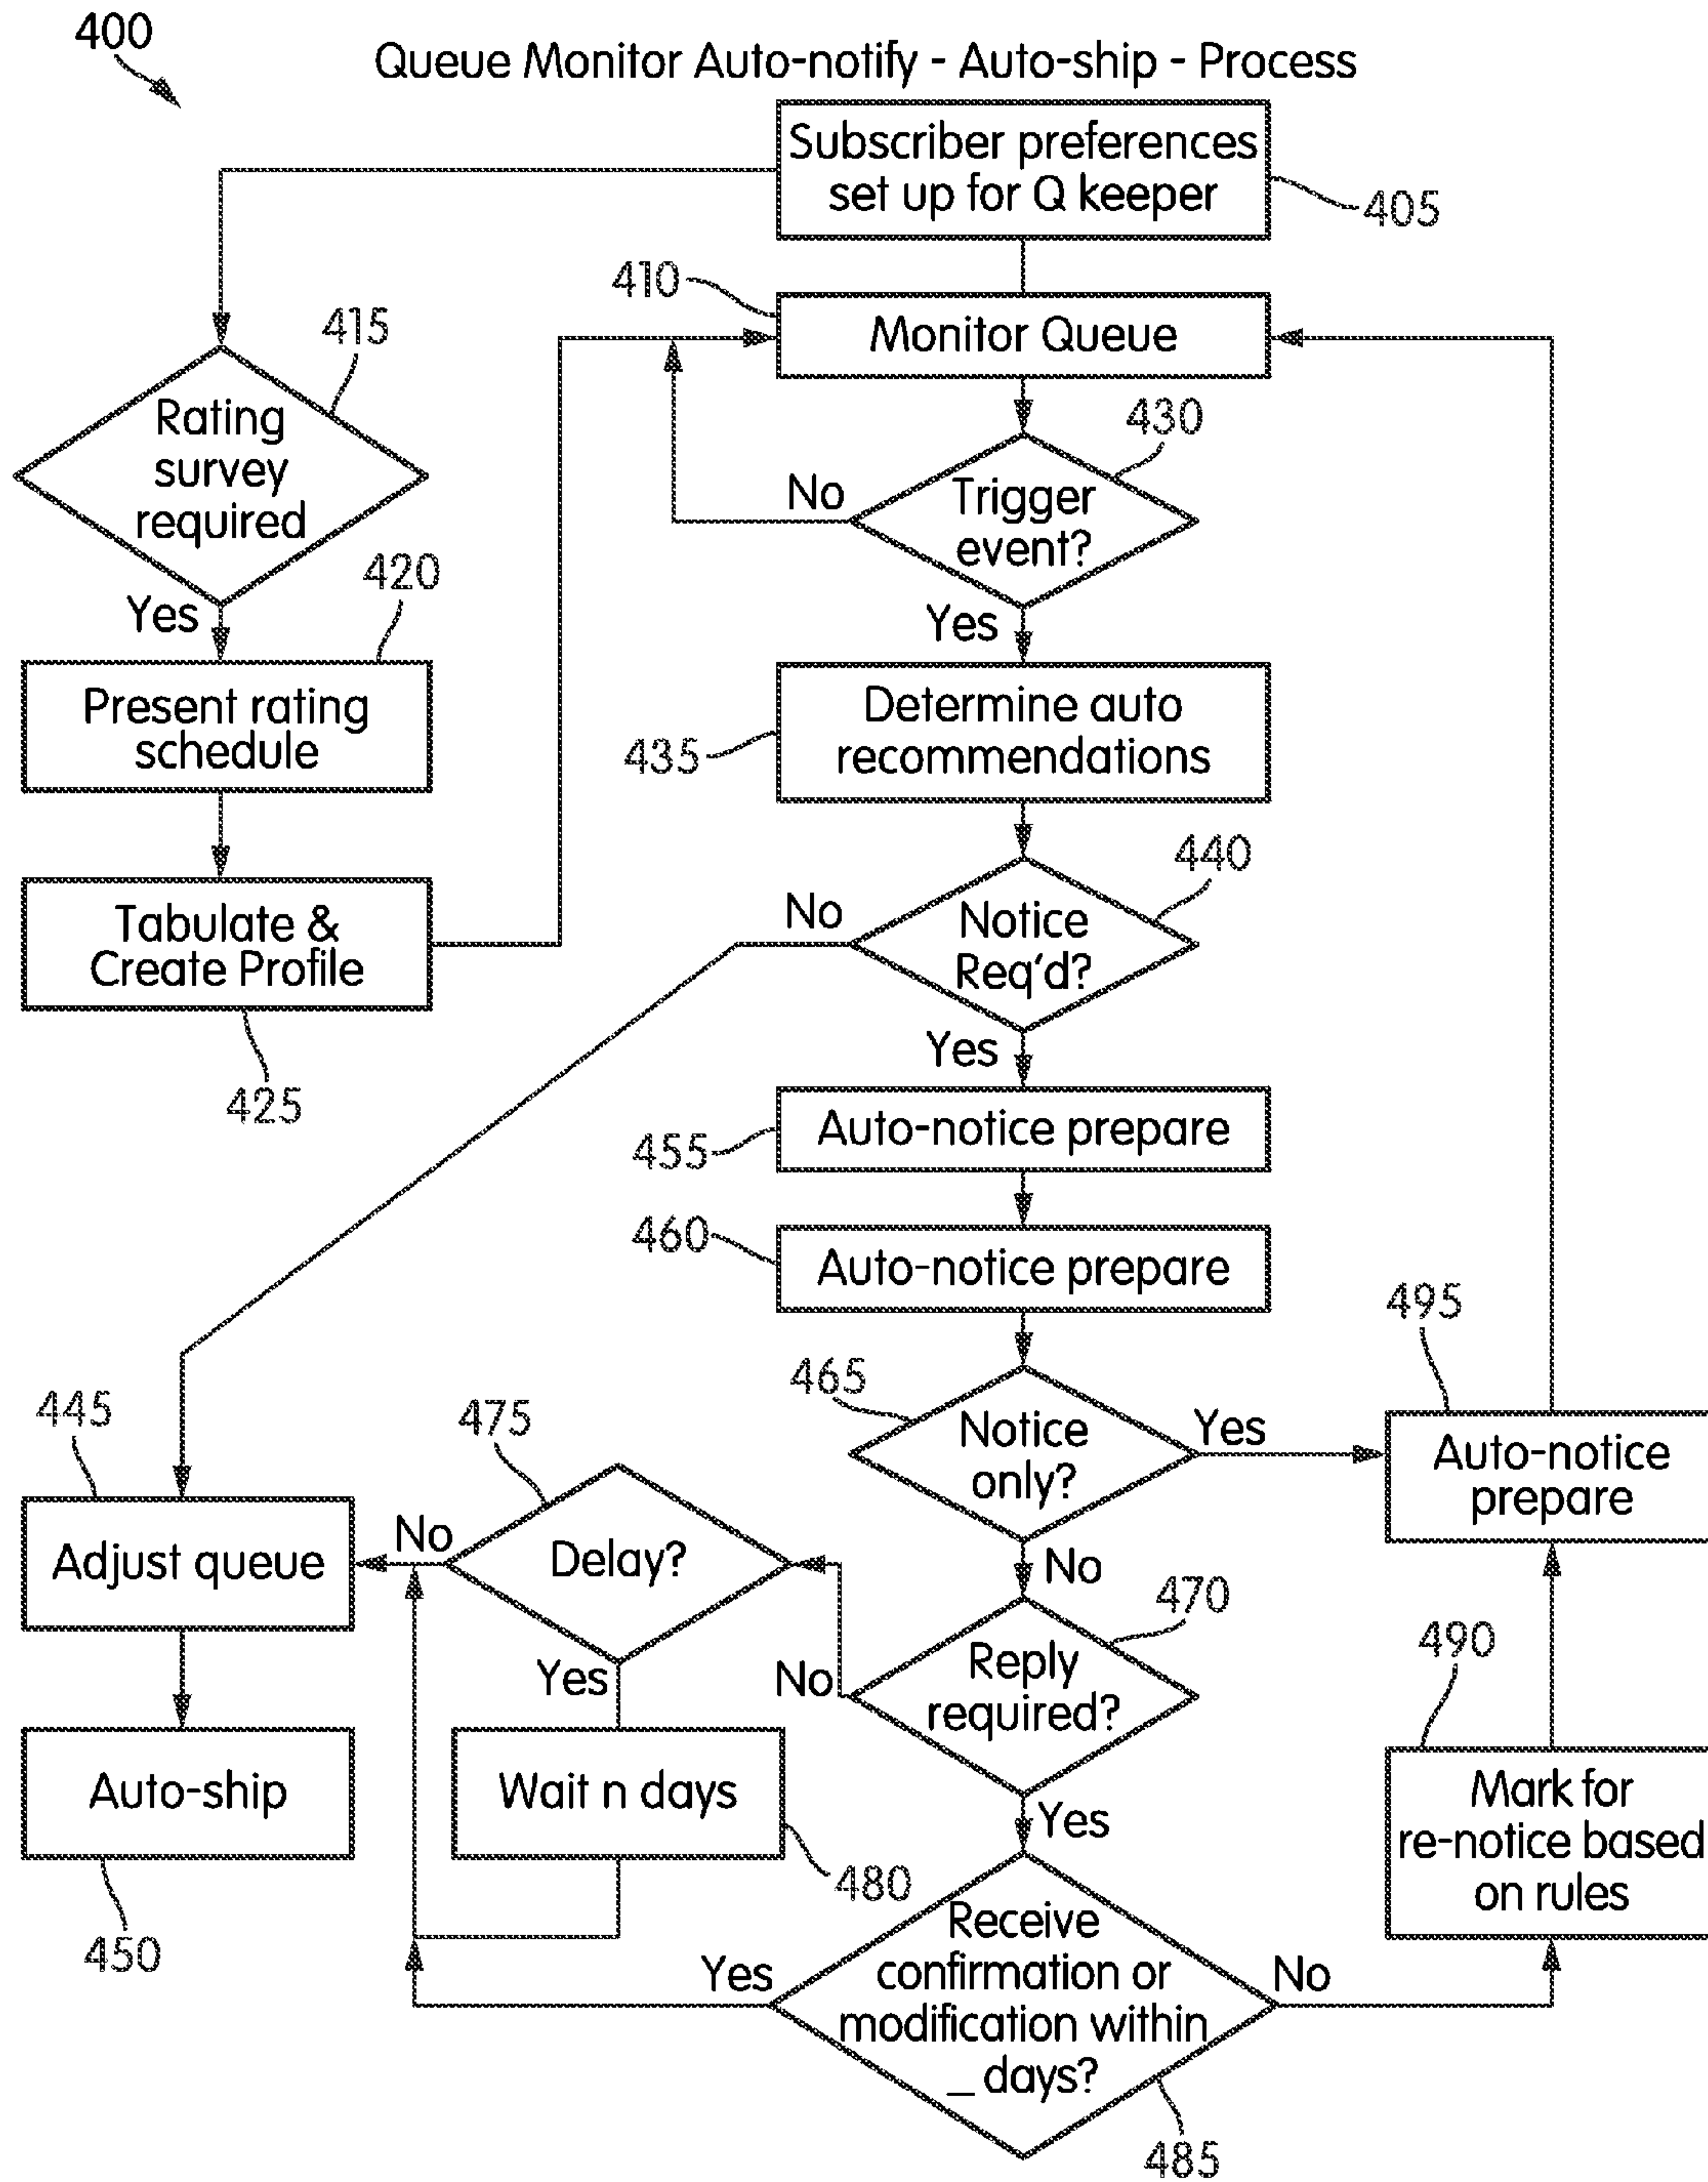 400
Queue Monitor Auto-notify - Auto-ship - Process
Subscriber preferences
set up for Q keeper
405
410
Monitor Queue
415
Rating
survey
required
430
No
Trigger
event?
420
Yes
Yes
Present rating
schedule
Determine auto
recommendations
435
440
Tabulate &
Create Profile
No
Notice
Req'd?
Yes
425
455
Auto-notice prepare
460
Auto-notice prepare
495
465
445
475
Notice
only?
Yes
Auto-notice
prepare
No
Adjust queue
Delay?
No
470
490
Yes
No
Reply
required?
Auto-ship
Wait n days
Yes
Mark for
re-notice based
on rules
480
450
Receive
confirmation or
modification within
_ days?
Yes
No
485